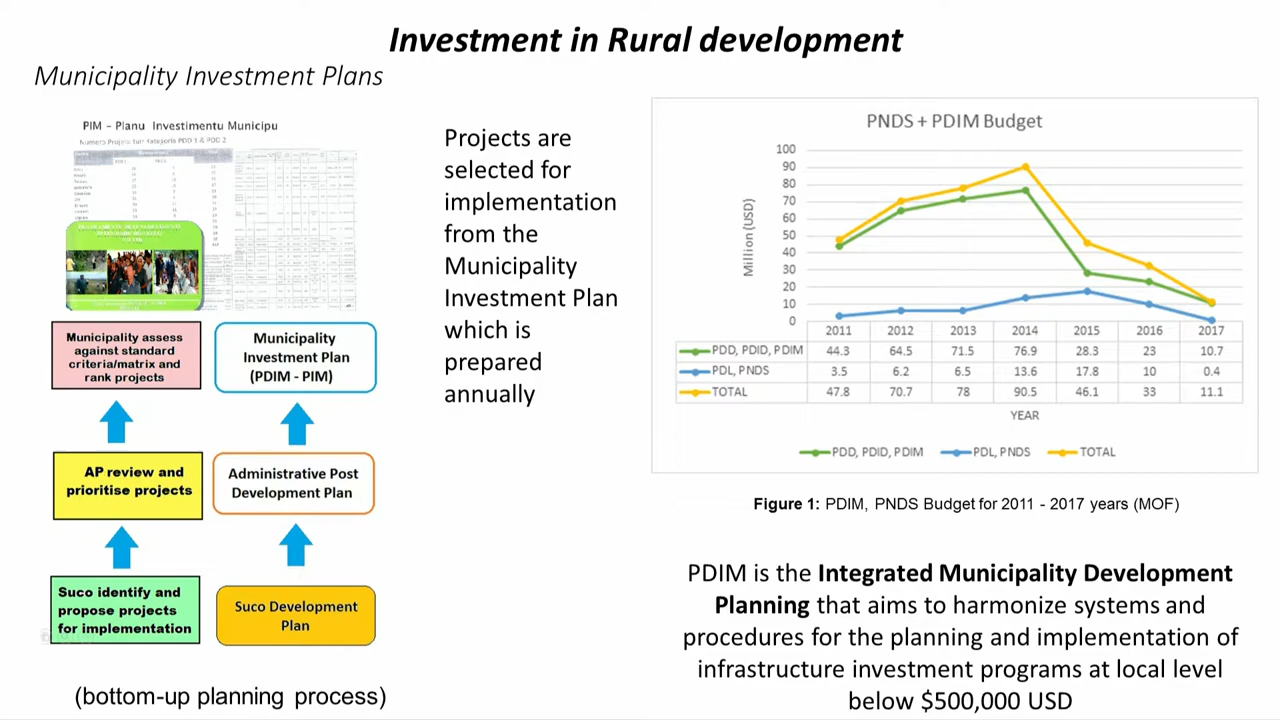 Investment in Rural development
Municipality Investment Plans
PIM – Planu Investimentu Municipu
Projects are
selected for
implementation
from the
Municipality
Investment Plan
which is
prepared
annually
Municipality assess
against standard
criteria/matrix and
rank projects
Municipality
Investment Plan
(PDIM - PIM)
AP review and
prioritise projects
Administrative Post
Development Plan
Suco identify and
propose projects
for implementation
Suco Development
Plan
(bottom-up planning process)
PNDS + PDIM Budget
Million (USD)
100
90
80
70
60
50
40
30
20
10
0
2011 2012 2013 2014 2015 2016 2017
PDD, PDID, PDIM 44.3 64.5 71.5 76.9 28.3 23 10.7
PDL, PNDS 3.5 6.2 6.5 13.6 17.8 10 0.4
TOTAL 47.8 70.7 78 90.5 46.1 33 11.1
YEAR
PDD, PDID, PDIM PDL, PNDS TOTAL
Figure 1: PDIM, PNDS Budget for 2011 - 2017 years (MOF)
PDIM is the Integrated Municipality Development
Planning that aims to harmonize systems and
procedures for the planning and implementation of
infrastructure investment programs at local level
below $500,000 USD